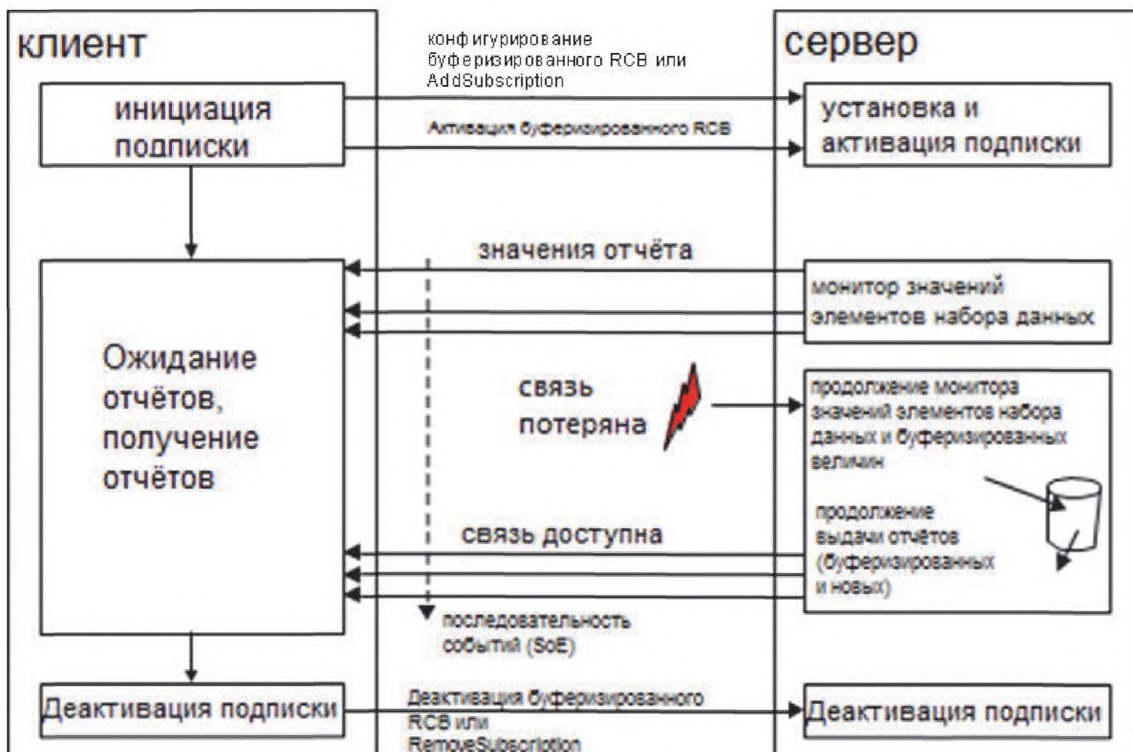 клиент
сервер
конфигурирование
буферизированного RCB или
AddSubscription
инициация
подписки
Активация буферизированного RCB
установка и
активация подписки
значения отчёта
монитор значений
элементов набора данных
Ожидание
отчётов,
получение
отчётов
связь
потеряна
продолжение монитора
значений элементов набора
данных и буферизированных
величин
связь доступна
продолжение
выдачи отчётов
(буферизированных
и новых)
последовательность
событий (SoE)
Деактивация подписки
Деактивация буферизированного
RCB или
RemoveSubscription
Деактивация подписки